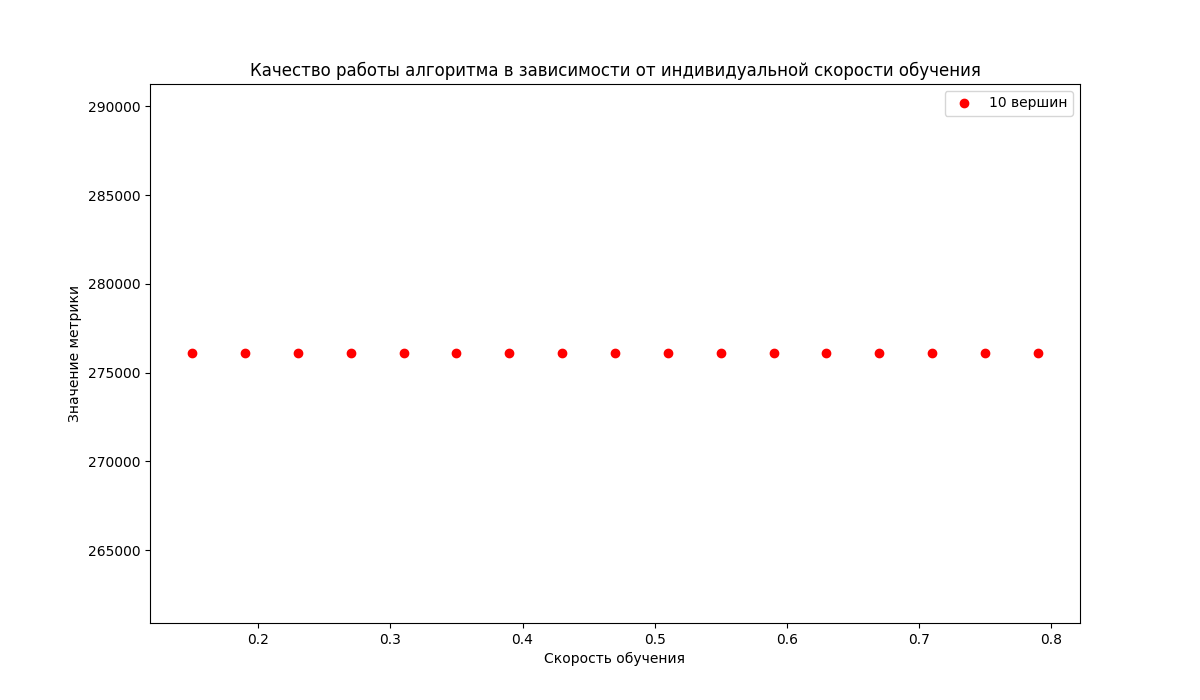 Качество работы алгоритма в зависимости от индивидуальной скорости обучения
10 вершин
290000
285000
280000
275000
270000
265000
Значение метрики
0.2 0.3 0.4 0.5 0.6 0.7 0.8
Скорость обучения